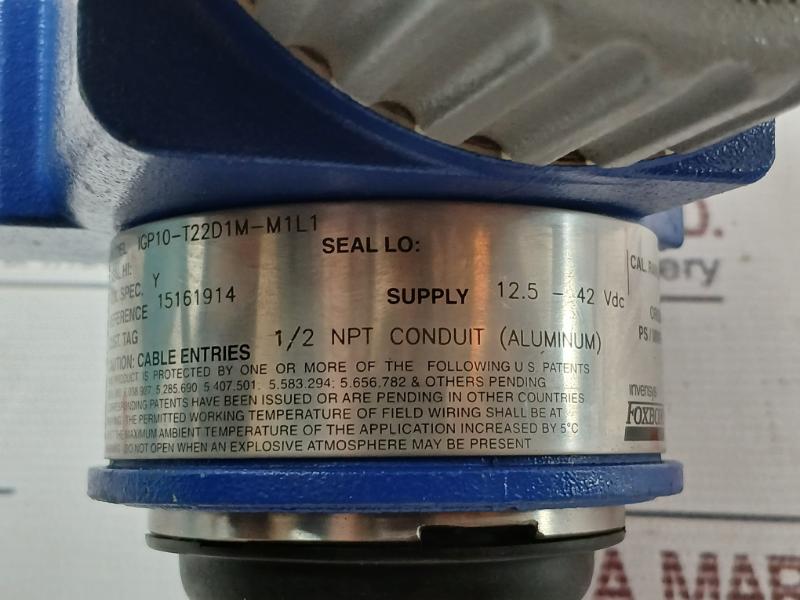 IGP10-T22D1M-M1L1
SEAL LO:
SPEC. Y
REFERENCE 15161914
SUPPLY 12.5 - 42 Vdc
TAG
CABLE ENTRIES 1/2 NPT CONDUIT (ALUMINUM)
PRODUCT IS PROTECTED BY ONE OR MORE OF THE FOLLOWING U.S. PATENTS
5.285.690 5.407.501; 5.583.294; 5.656.782 & OTHERS PENDING
PATENTS HAVE BEEN ISSUED OR ARE PENDING IN OTHER COUNTRIES
THE PERMITTED WORKING TEMPERATURE OF FIELD WIRING SHALL BE AT
MAXIMUM AMBIENT TEMPERATURE OF THE APPLICATION INCREASED BY 5°C
DO NOT OPEN WHEN AN EXPLOSIVE ATMOSPHERE MAY BE PRESENT
CAL.
invensys
FOXBORO
A MAR